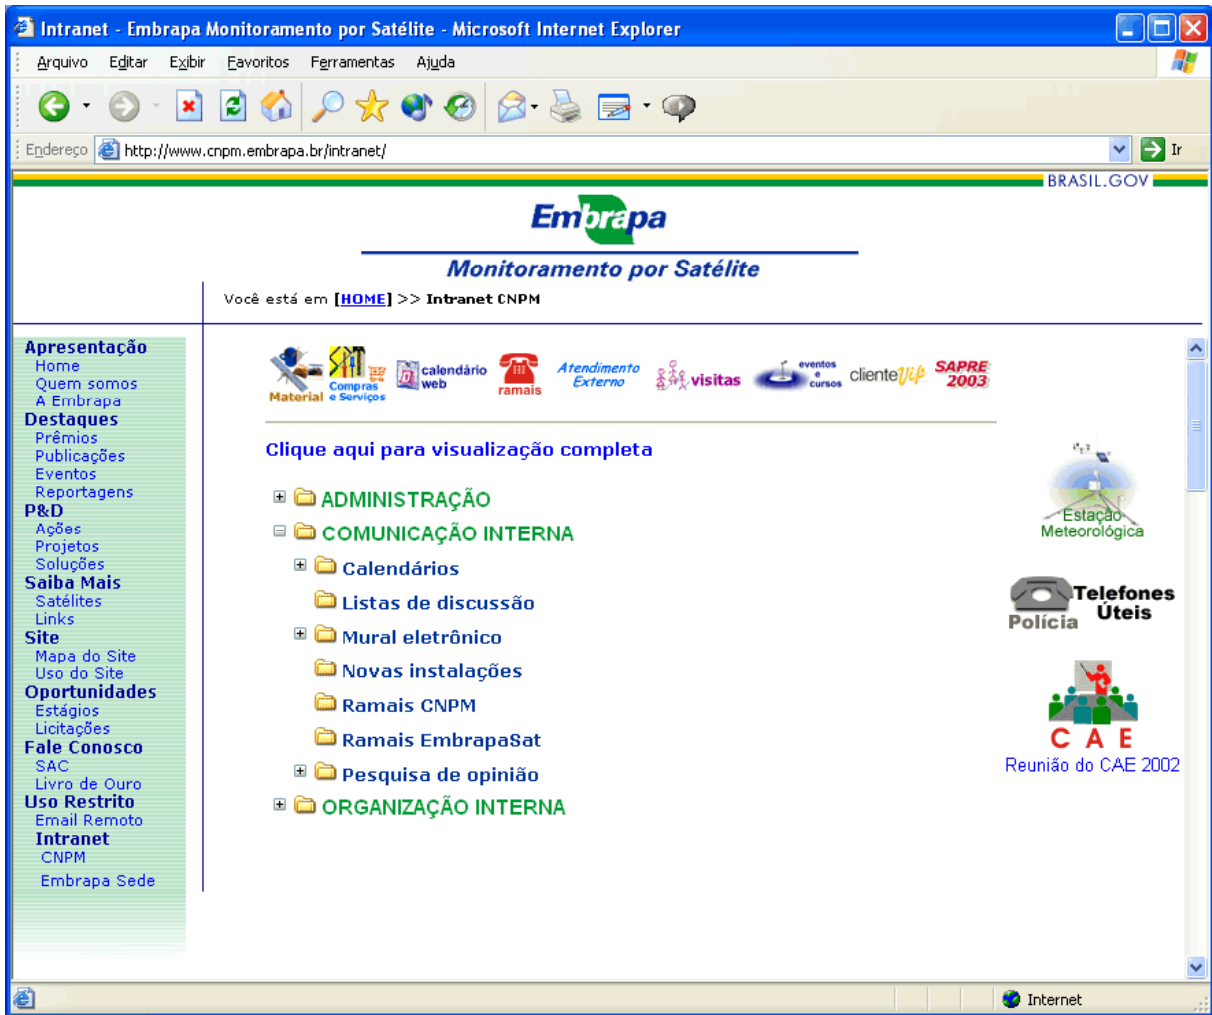 Intranet - Embrapa Monitoramento por Satélite - Microsoft Internet Explorer
Arquivo Editar Exibir Favoritos Ferramentas Ajuda
Endereço http://www.cnpm.embrapa.br/intranet/ Ir
BRASIL.GOV
Embrapa
Monitoramento por Satélite
Você está em [HOME] >> Intranet CNPM
Apresentação
Home
Quem somos
A Embrapa
Destaques
Prêmios
Publicações
Eventos
Reportagens
P&D
Ações
Projetos
Soluções
Saiba Mais
Satélites
Links
Site
Mapa do Site
Uso do Site
Oportunidades
Estágios
Licitações
Fale Conosco
SAC
Livro de Ouro
Uso Restrito
Email Remoto
Intranet
CNPM
Embrapa Sede
Material
Compras
e Serviços
calendário
web
ramais
Atendimento
Externo
visitas
eventos
e
cursos
clienteVip
SAPRE
2003
Clique aqui para visualização completa
ADMINISTRAÇÃO
COMUNICAÇÃO INTERNA
Calendários
Listas de discussão
Mural eletrônico
Novas instalações
Ramais CNPM
Ramais EmbrapaSat
Pesquisa de opinião
ORGANIZAÇÃO INTERNA
Estação
Meteorológica
Telefones
Úteis
Polícia
CAE
Reunião do CAE 2002
Internet